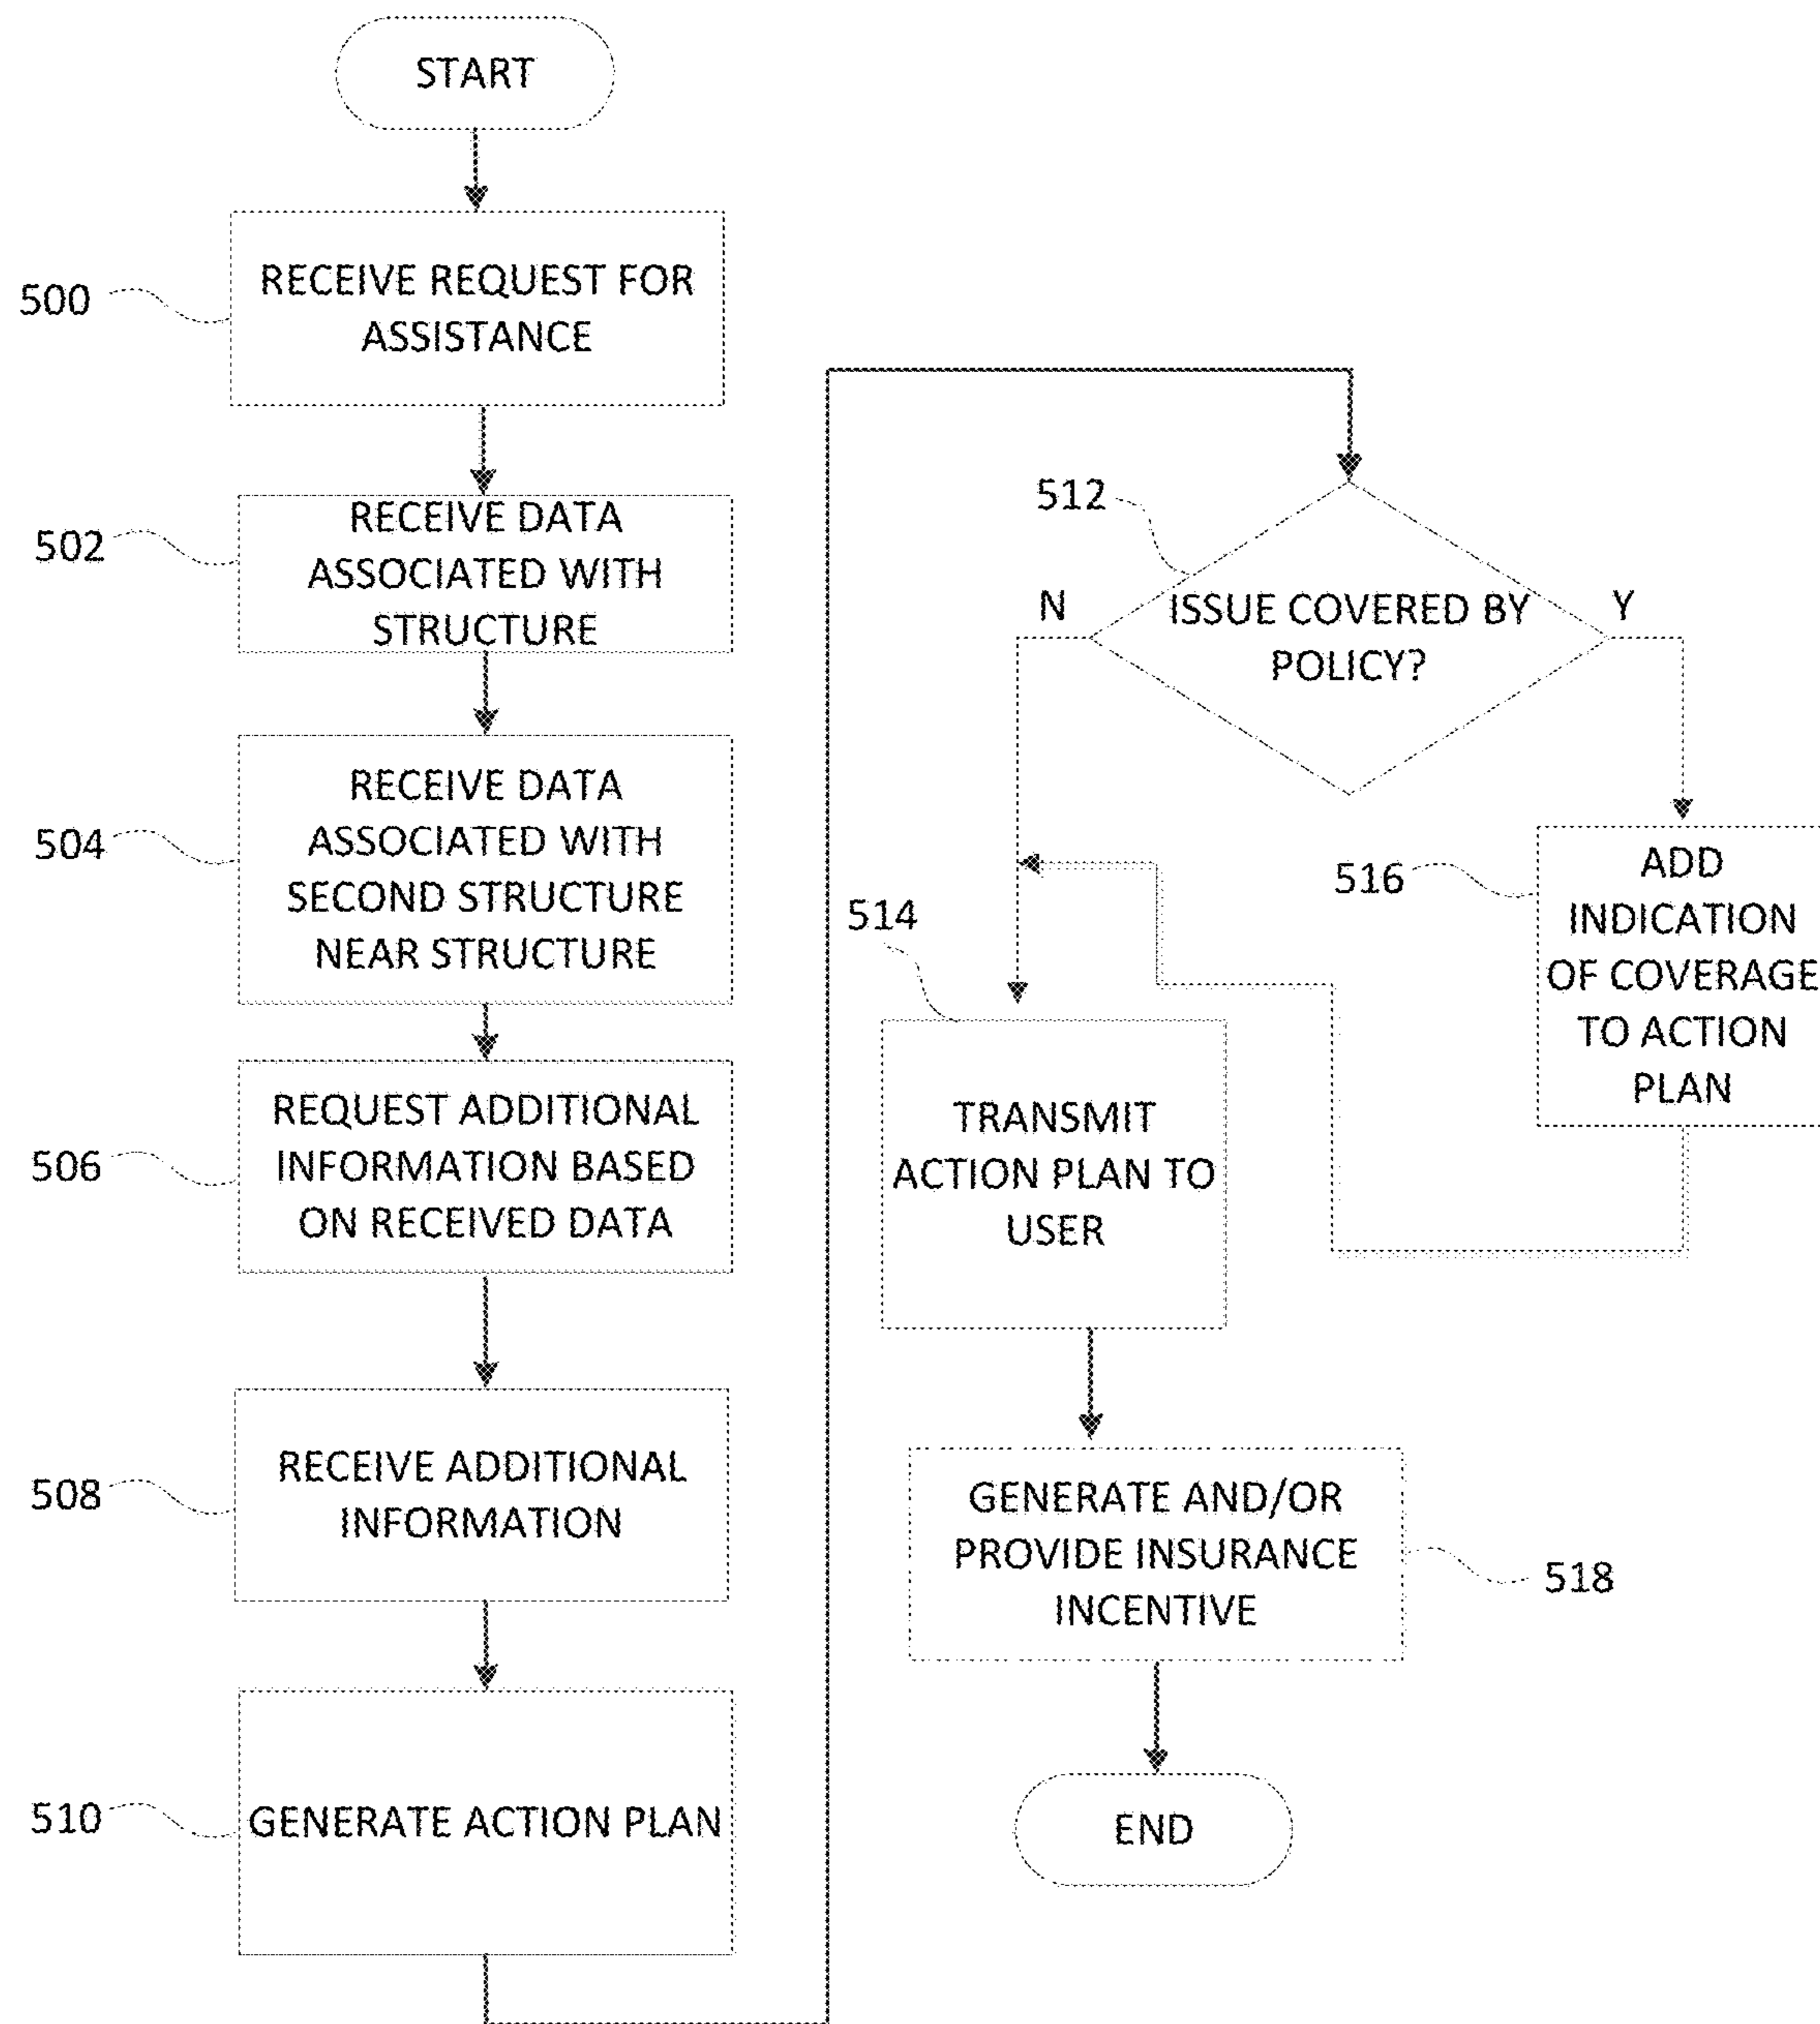 START
500
RECEIVE REQUEST FOR
ASSISTANCE
502
RECEIVE DATA
ASSOCIATED WITH
STRUCTURE
504
RECEIVE DATA
ASSOCIATED WITH
SECOND STRUCTURE
NEAR STRUCTURE
506
REQUEST ADDITIONAL
INFORMATION BASED
ON RECEIVED DATA
508
RECEIVE ADDITIONAL
INFORMATION
510
GENERATE ACTION PLAN
512
N
ISSUE COVERED BY
POLICY?
Y
516
ADD
INDICATION
OF COVERAGE
TO ACTION
PLAN
514
TRANSMIT
ACTION PLAN TO
USER
GENERATE AND/OR
PROVIDE INSURANCE
INCENTIVE
518
END